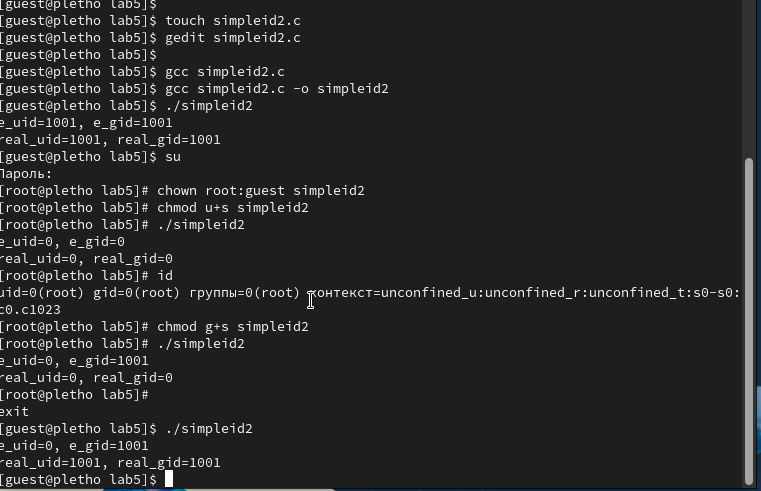 [guest@pletho lab5]$
[guest@pletho lab5]$ touch simpleid2.c
[guest@pletho lab5]$ gedit simpleid2.c
[guest@pletho lab5]$
[guest@pletho lab5]$ gcc simpleid2.c
[guest@pletho lab5]$ gcc simpleid2.c -o simpleid2
[guest@pletho lab5]$ ./simpleid2
e_uid=1001, e_gid=1001
real_uid=1001, real_gid=1001
[guest@pletho lab5]$ su
Пароль:
[root@pletho lab5]# chown root:guest simpleid2
[root@pletho lab5]# chmod u+s simpleid2
[root@pletho lab5]# ./simpleid2
e_uid=0, e_gid=0
real_uid=0, real_gid=0
[root@pletho lab5]# id
uid=0(root) gid=0(root) группы=0(root) контекст=unconfined_u:unconfined_r:unconfined_t:s0-s0:
c0.c1023
[root@pletho lab5]# chmod g+s simpleid2
[root@pletho lab5]# ./simpleid2
e_uid=0, e_gid=1001
real_uid=0, real_gid=0
[root@pletho lab5]#
exit
[guest@pletho lab5]$ ./simpleid2
e_uid=0, e_gid=1001
real_uid=1001, real_gid=1001
[guest@pletho lab5]$